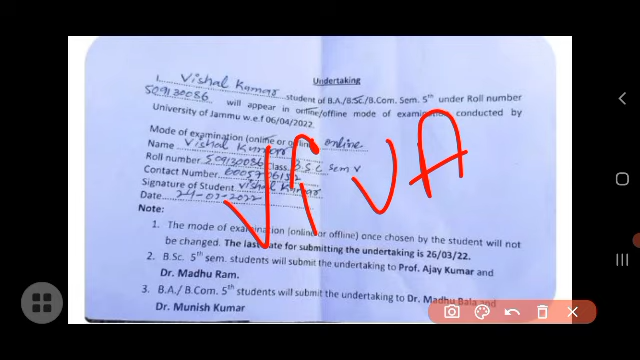 Undertaking
I, Vishal Kumar student of B.A./B.Sc/B.Com. Sem. 5th under Roll number
509130086 will appear in online/offline mode of examination conducted by
University of Jammu w.e.f 06/04/2022.
Mode of examination (online or offline) online
Name Vishal Kumar
Roll number 509130086 Class B.Sc Sem V
Contact Number
Signature of Student Vishal Kumar
Date 24-03-2022
Note:
1. The mode of examination (online or offline) once chosen by the student will not
be changed. The last date for submitting the undertaking is 26/03/22.
2. B.Sc. 5th sem. students will submit the undertaking to Prof. Ajay Kumar and
Dr. Madhu Ram.
3. B.A./ B.Com. 5th students will submit the undertaking to Dr. Madhu Bala and
Dr. Munish Kumar
VIVA